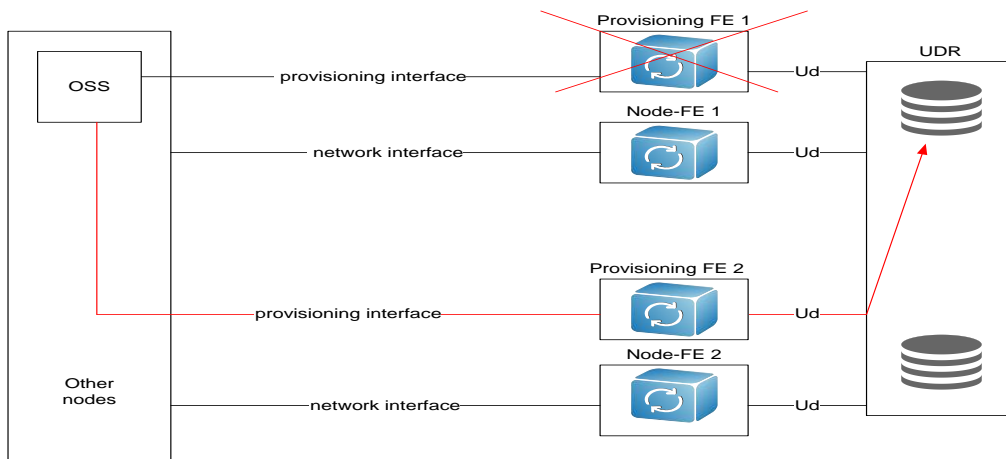 Provisioning FE 1
UDR
OSS
provisioning interface
Ud
Node-FE 1
network interface
Ud
Provisioning FE 2
provisioning interface
Ud
Node-FE 2
Other
nodes
network interface
Ud